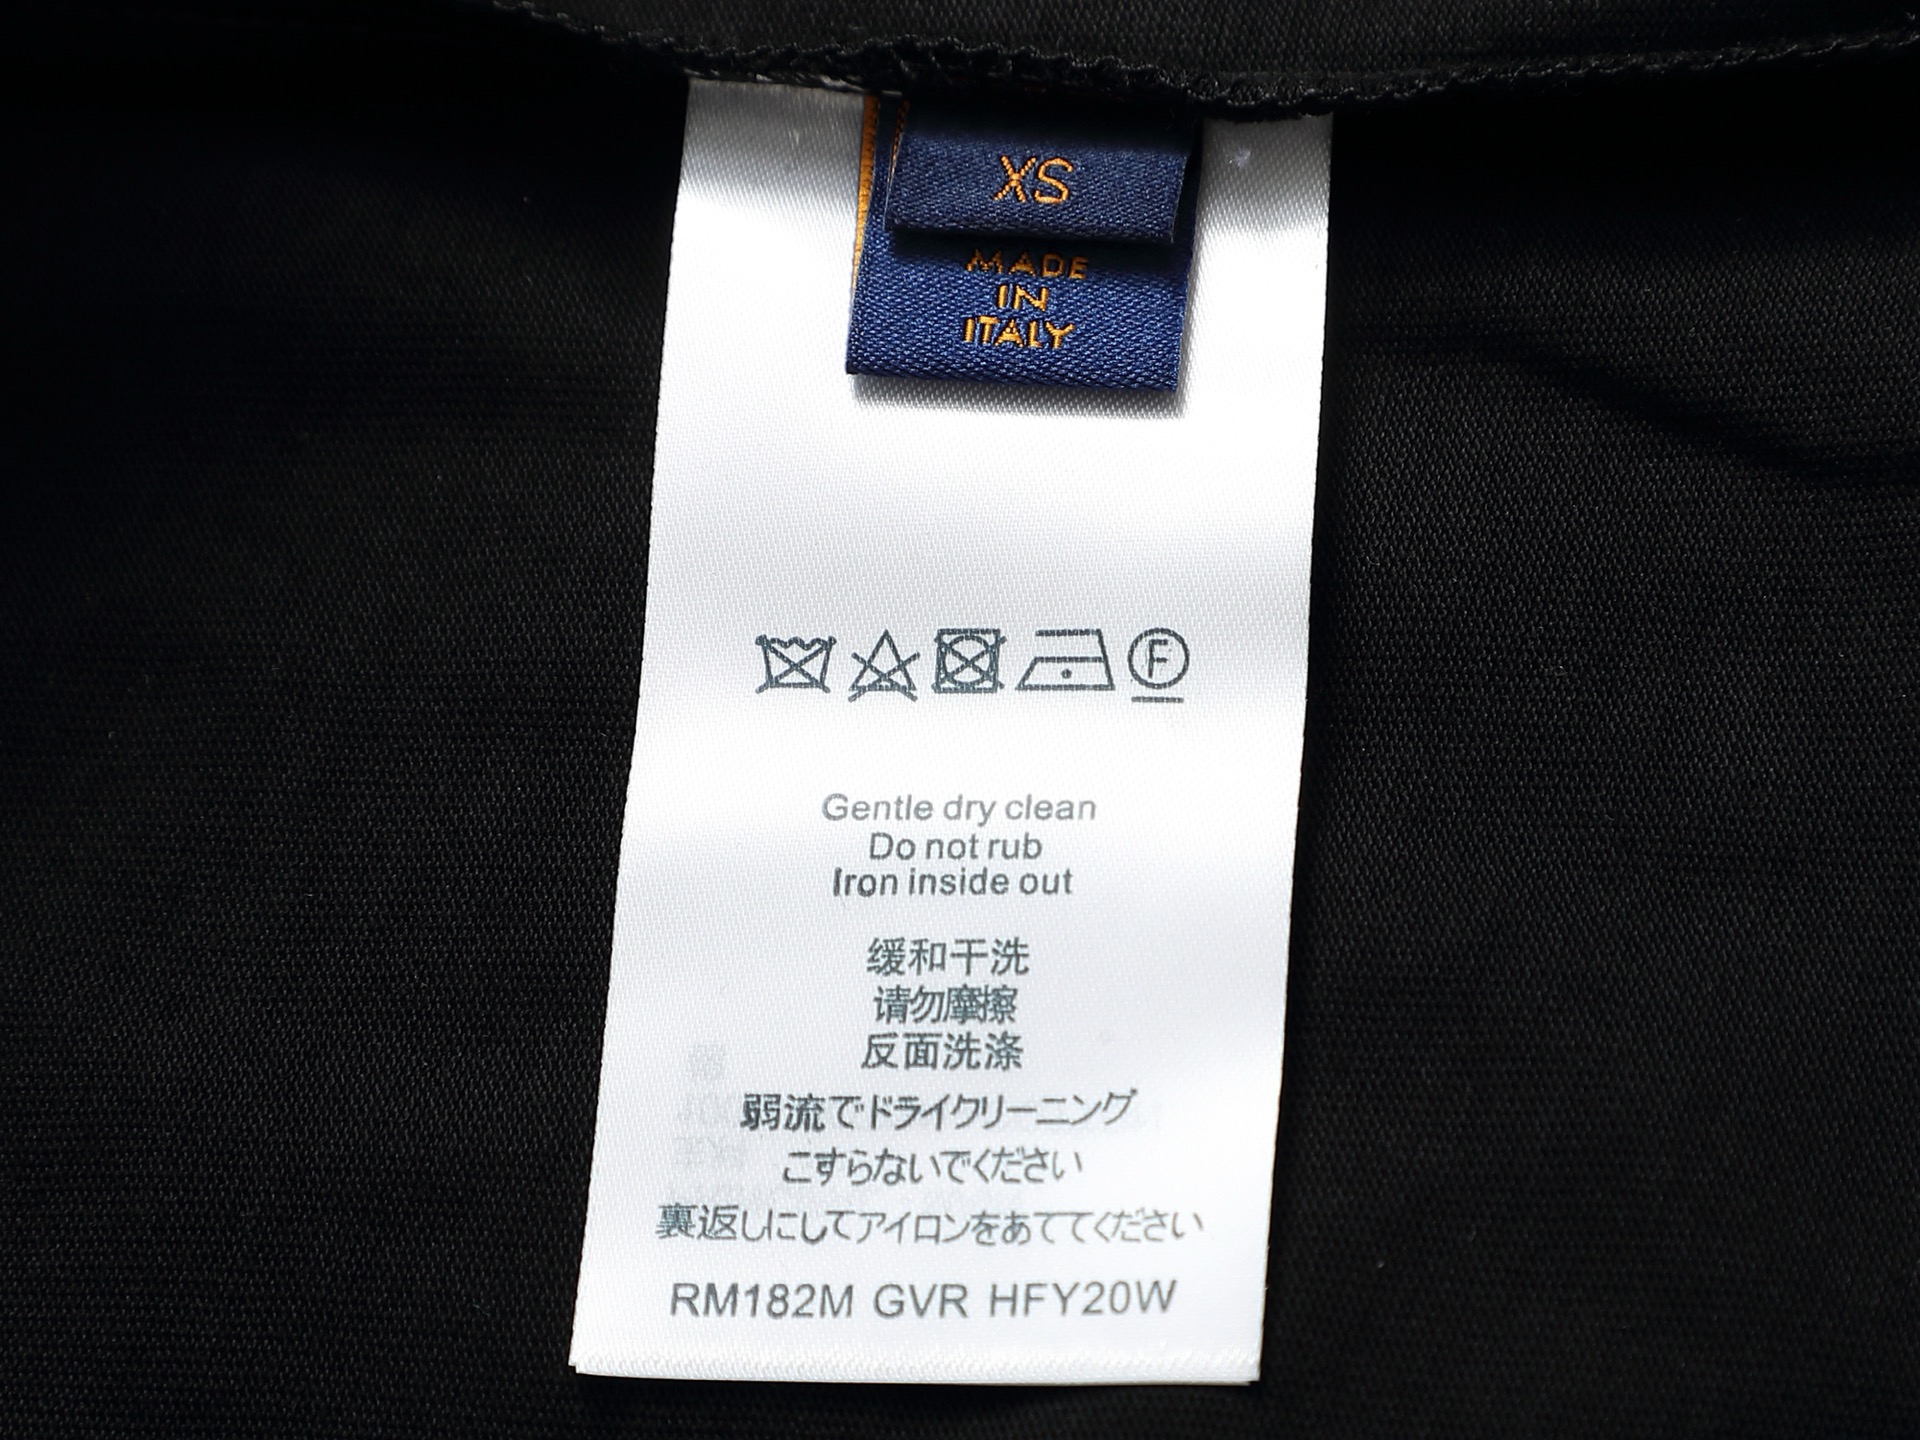 XS
MADE
IN
ITALY
F
Gentle dry clean
Do not rub
Iron inside out
缓和干洗
请勿摩擦
反面洗涤
弱流でドライクリーニング
こすらないでください
裏返しにしてアイロンをあててください
RM182M GVR HFY20W